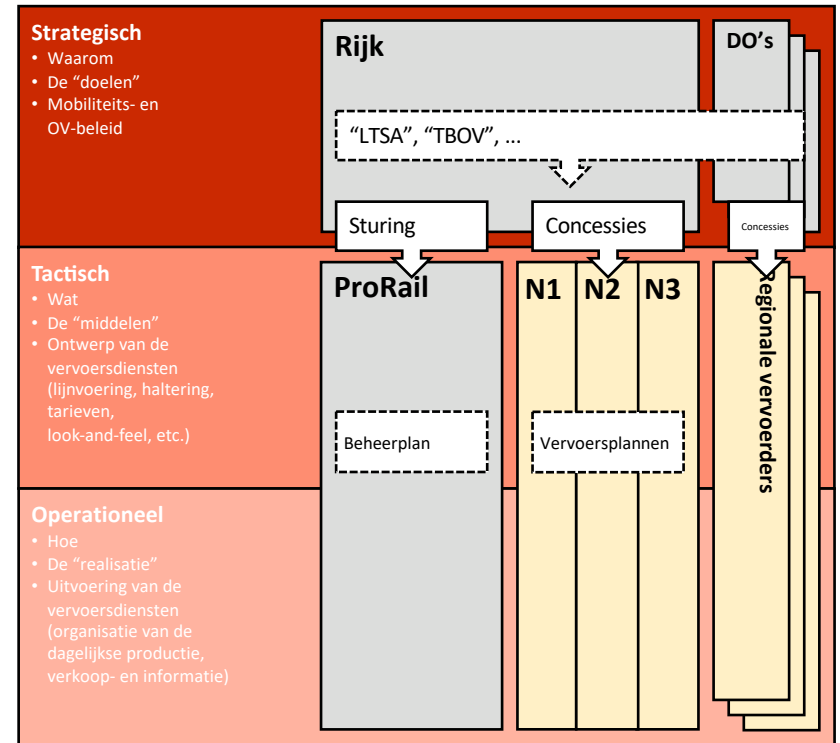 Strategisch
• Waarom
• De “doelen”
• Mobiliteits- en
OV-beleid
Rijk
DO’s
“LTSA”, “TBOV”, ...
Sturing
Concessies
Concessies
Tactisch
• Wat
• De “middelen”
• Ontwerp van de
vervoersdiensten
(lijnvoering, haltering,
tarieven,
look-and-feel, etc.)
ProRail
N1
N2
N3
Regionale vervoerders
Beheerplan
Vervoersplannen
Operationeel
• Hoe
• De “realisatie”
• Uitvoering van de
vervoersdiensten
(organisatie van de
dagelijkse productie,
verkoop- en informatie)